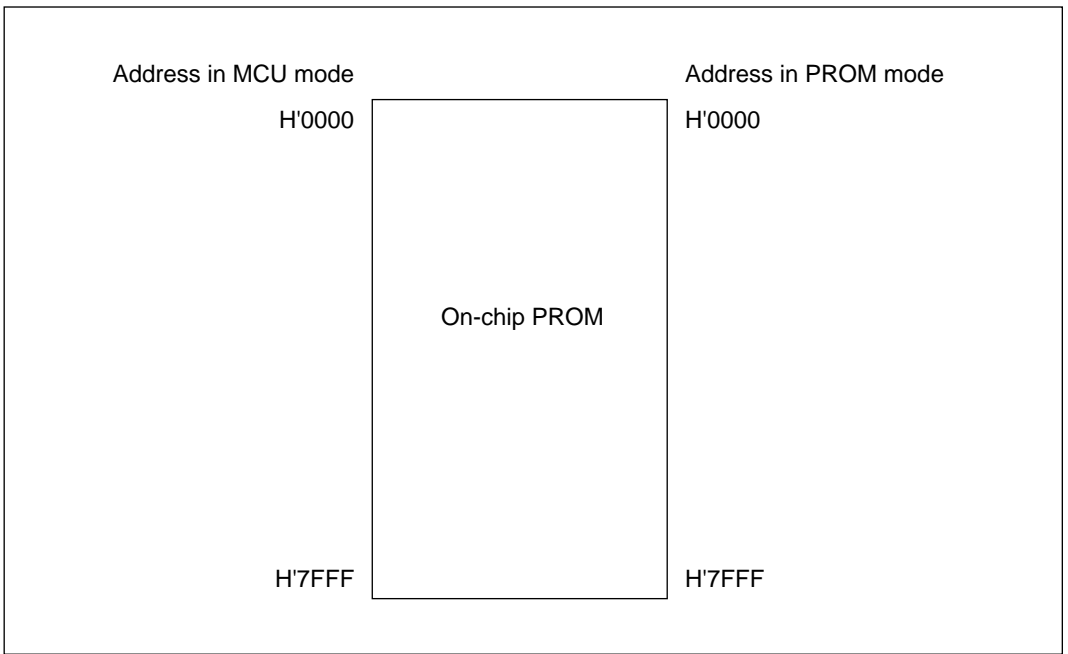 Address in MCU mode
Address in PROM mode
H'0000
H'0000
On-chip PROM
H'7FFF
H'7FFF